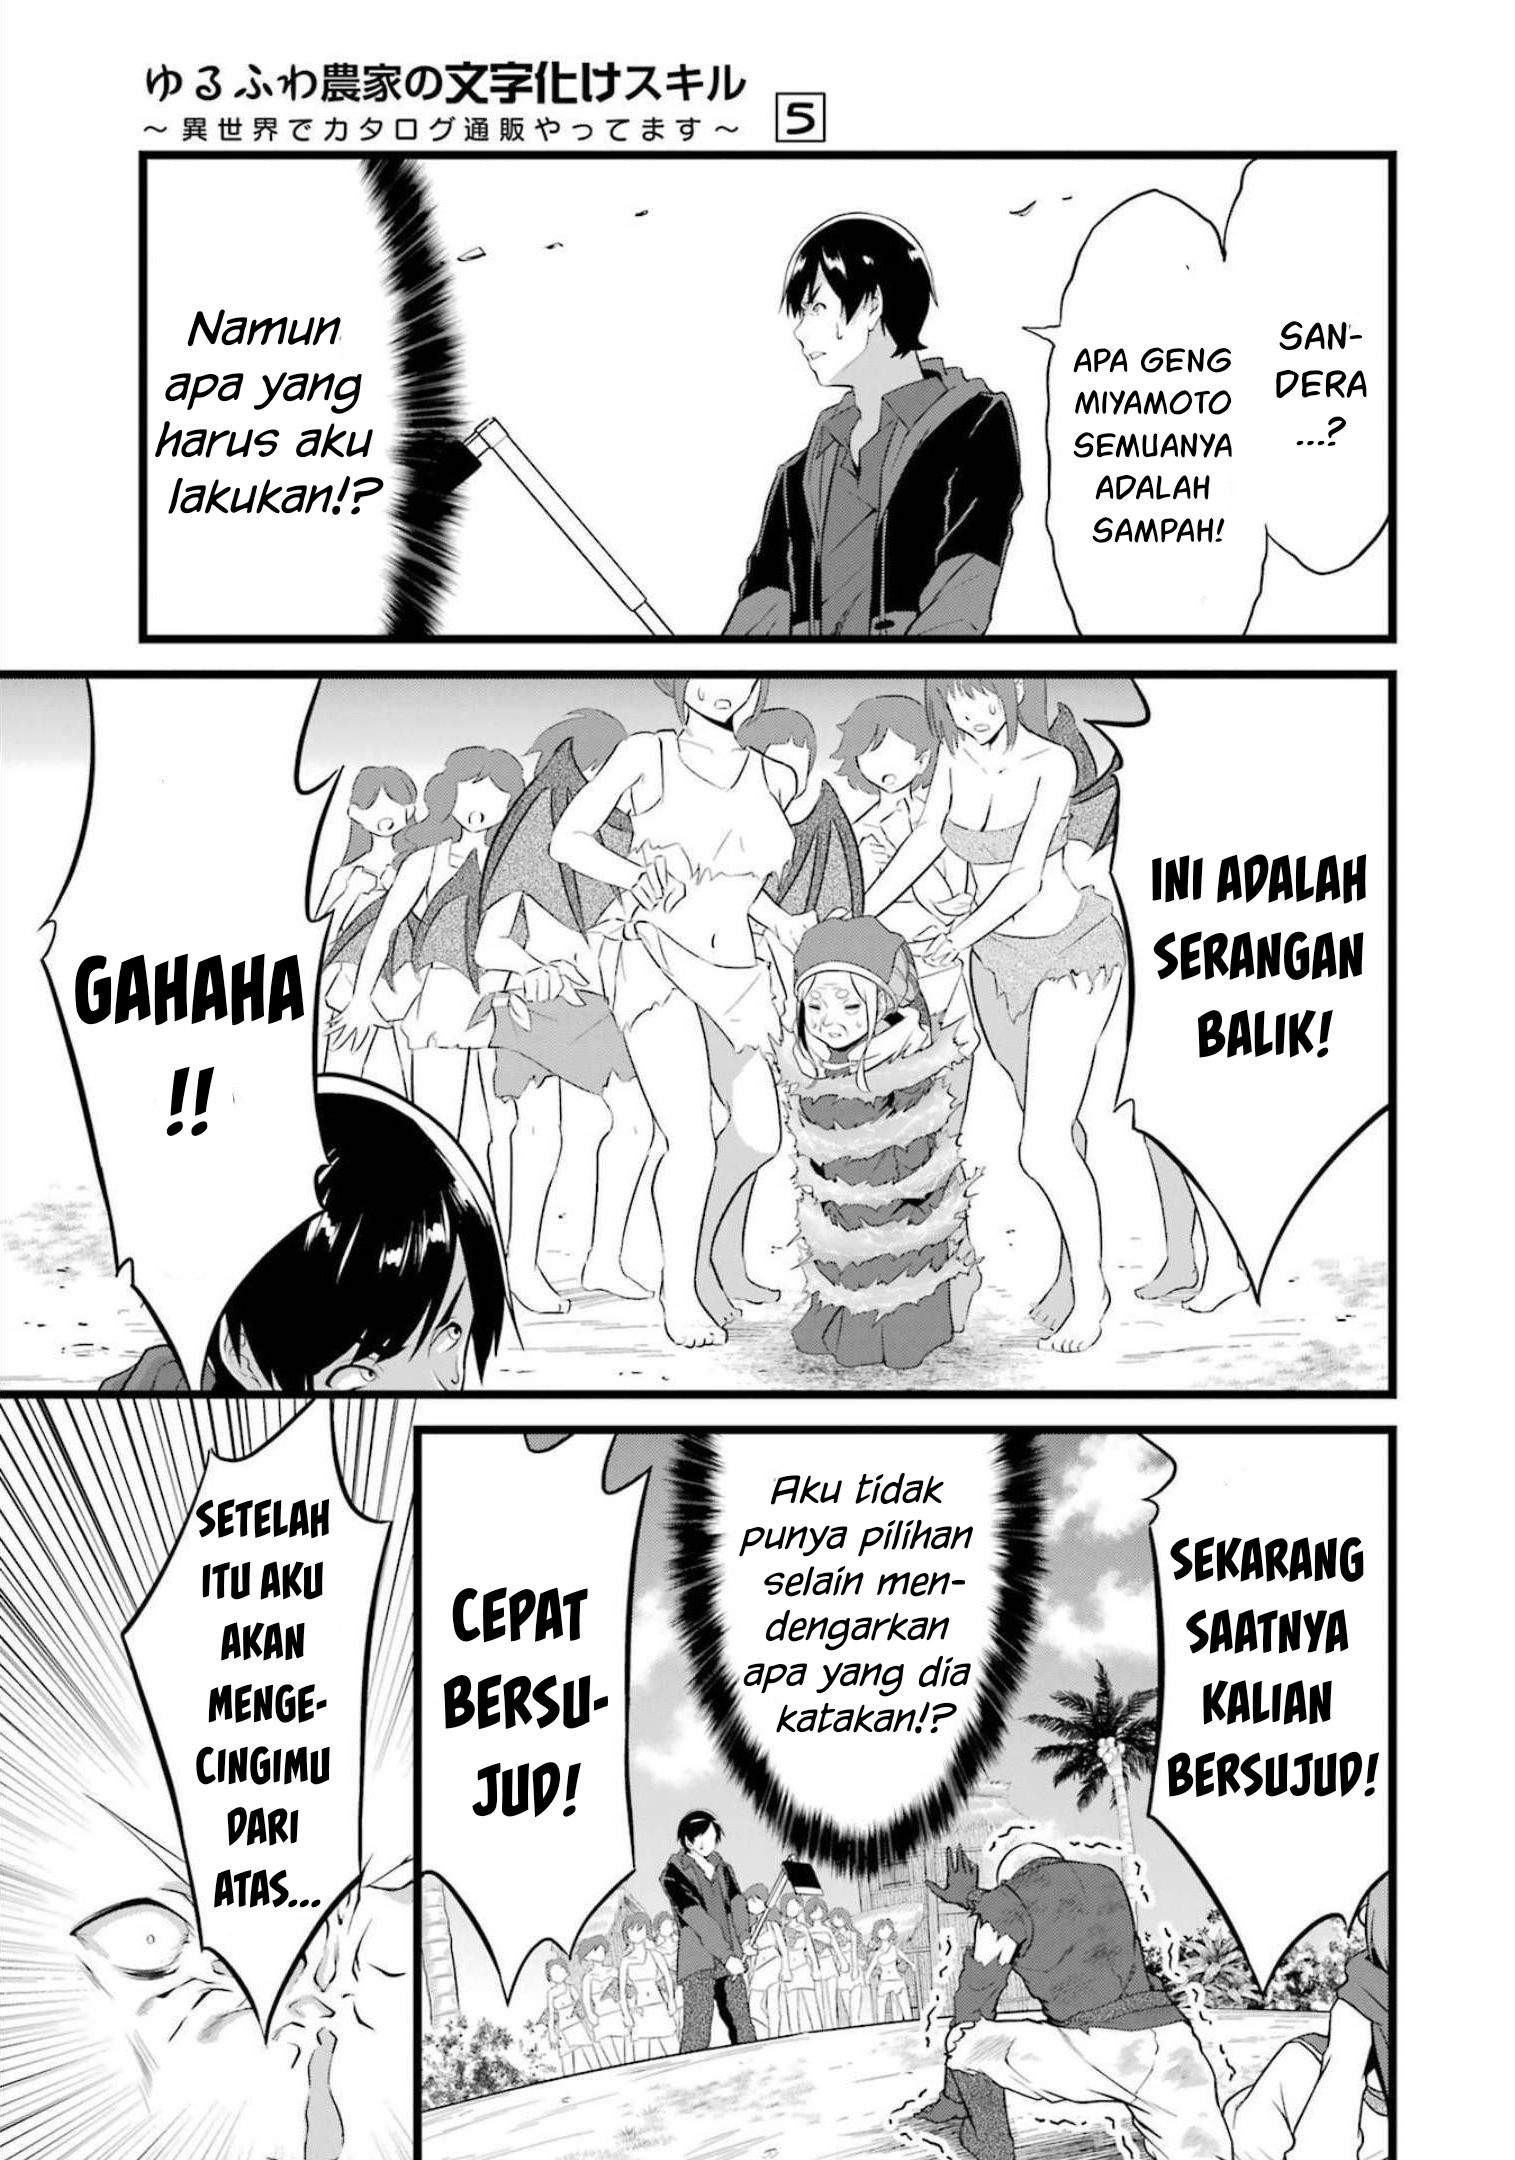 ゆるふわ農家の文字化けスキル
～異世界でカタログ通販やってます～ 5
SAN-
DERA
...?
APA GENG
MIYAMOTO
SEMUANYA
ADALAH
SAMPAH!
Namun
apa yang
harus aku
lakukan!?
INI ADALAH
SERANGAN
BALIK!
GAHAHA
!!
SEKARANG
SAATNYA
KALIAN
BERSUJUD!
Aku tidak
punya pilihan
selain men-
dengarkan
apa yang dia
katakan!?
CEPAT
BERSU-
JUD!
SETELAH
ITU AKU
AKAN
MENGE-
CINGIMU
DARI
ATAS...